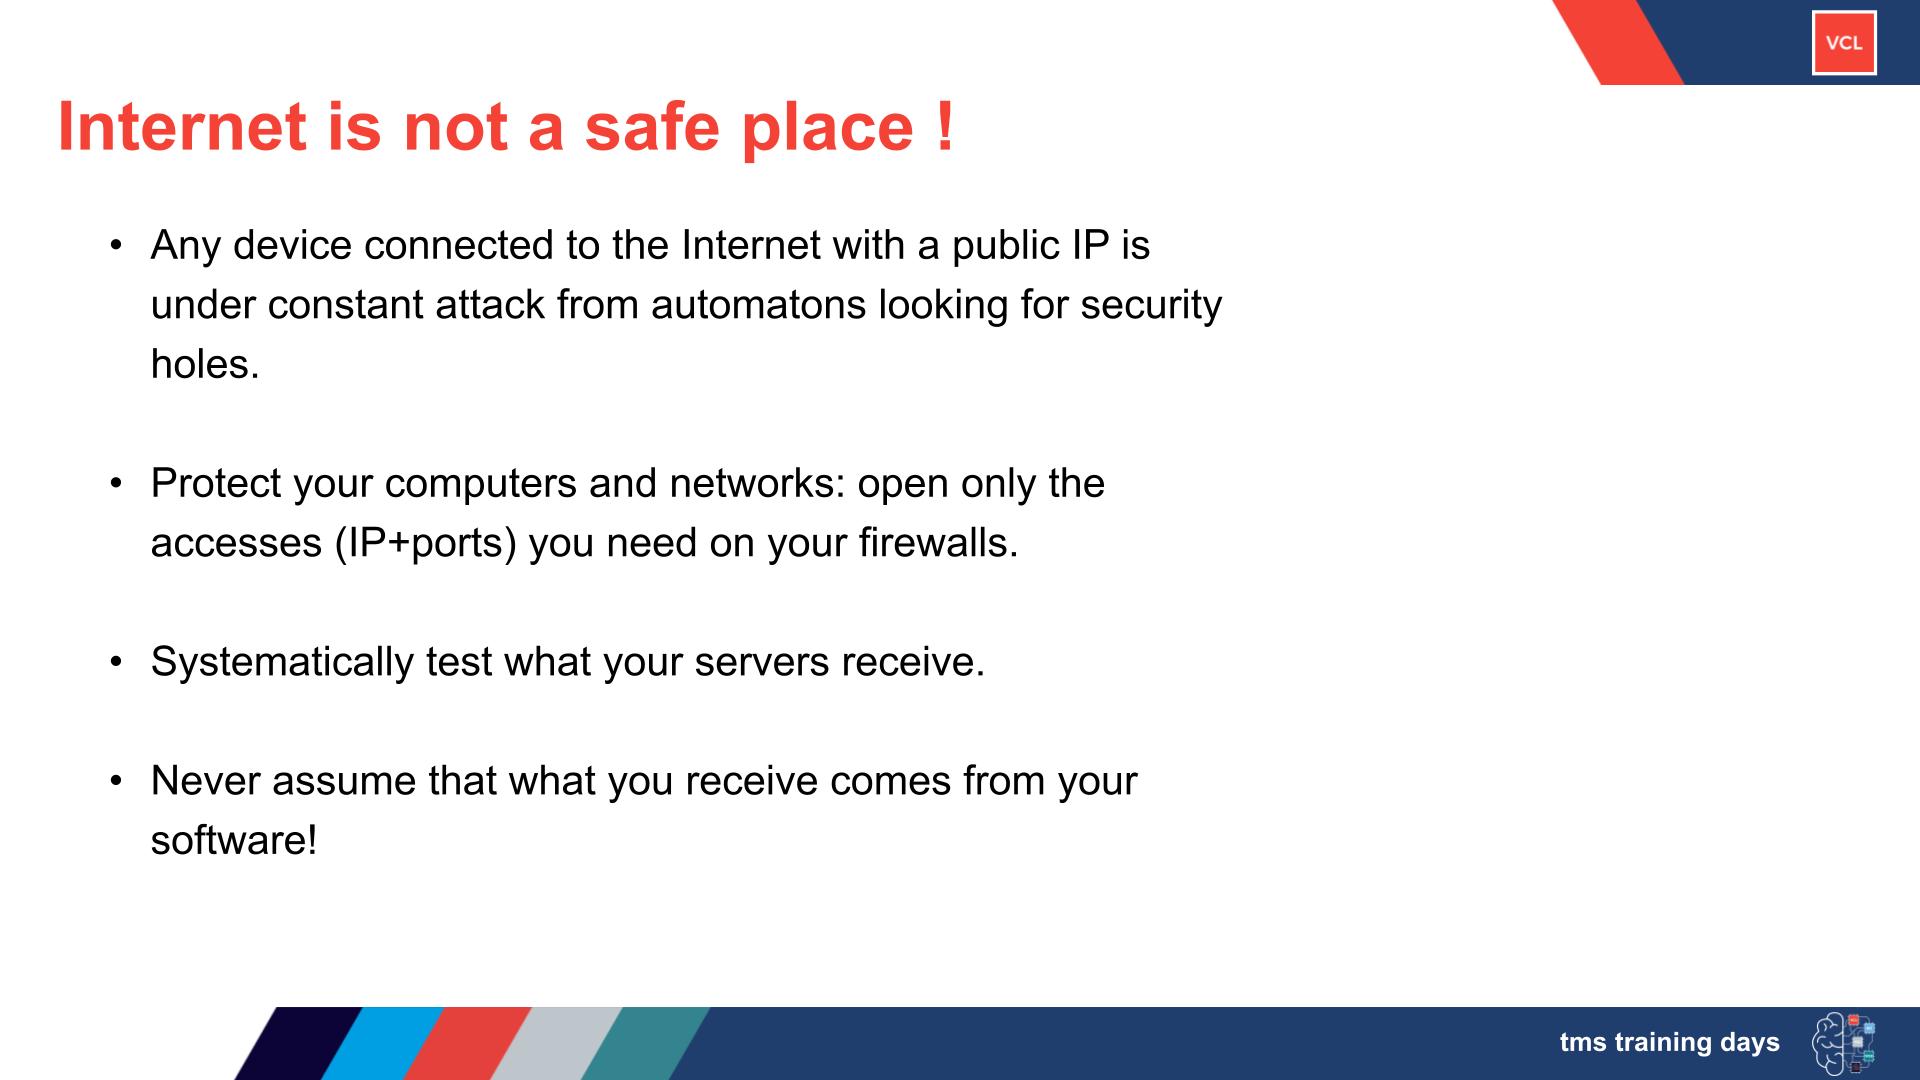 VCL
Internet is not a safe place !
• Any device connected to the Internet with a public IP is
under constant attack from automatons looking for security
holes.
• Protect your computers and networks: open only the
accesses (IP+ports) you need on your firewalls.
• Systematically test what your servers receive.
• Never assume that what you receive comes from your
software!
tms training days